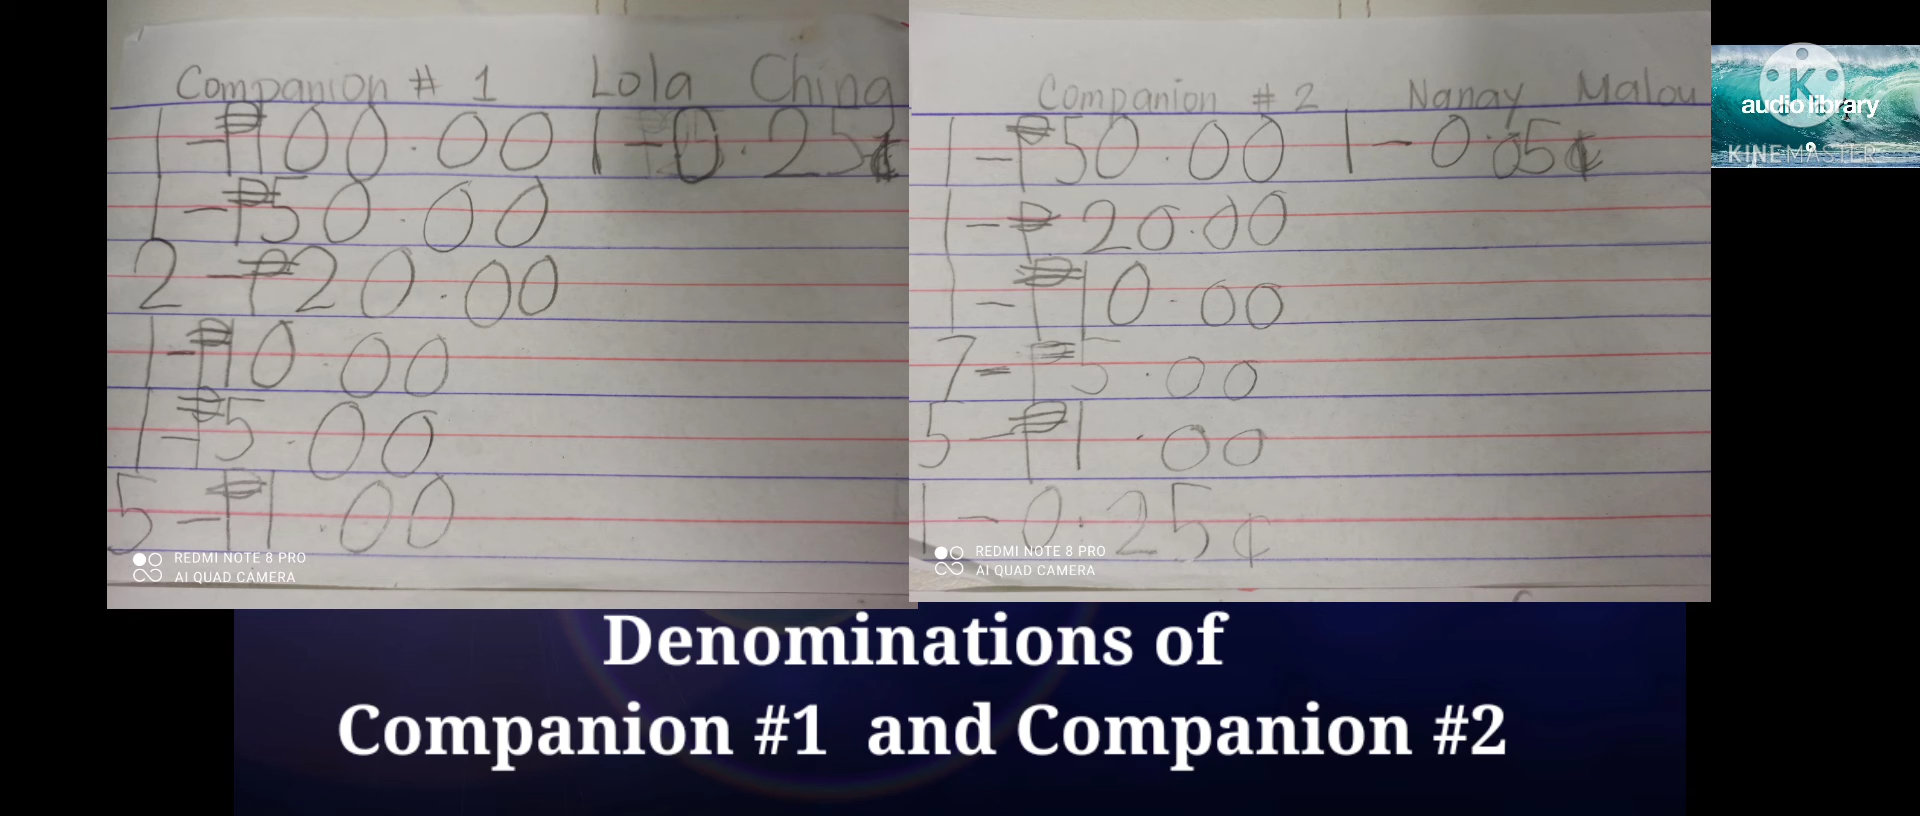 Companion # 1 Lola Ching
1 - ₱100.00 1 - 0.25¢
1 - ₱50.00
2 - ₱20.00
1 - ₱10.00
1 - ₱5.00
5 - ₱1.00
REDMI NOTE 8 PRO
AI QUAD CAMERA
Companion # 2 Nanay Malou
1 - ₱50.00 1 - 0.05¢
1 - ₱20.00
1 - ₱10.00
7 - ₱5.00
5 - ₱1.00
1 - 0.25¢
REDMI NOTE 8 PRO
AI QUAD CAMERA
audio library
KINEMASTER
Denominations of
Companion #1 and Companion #2